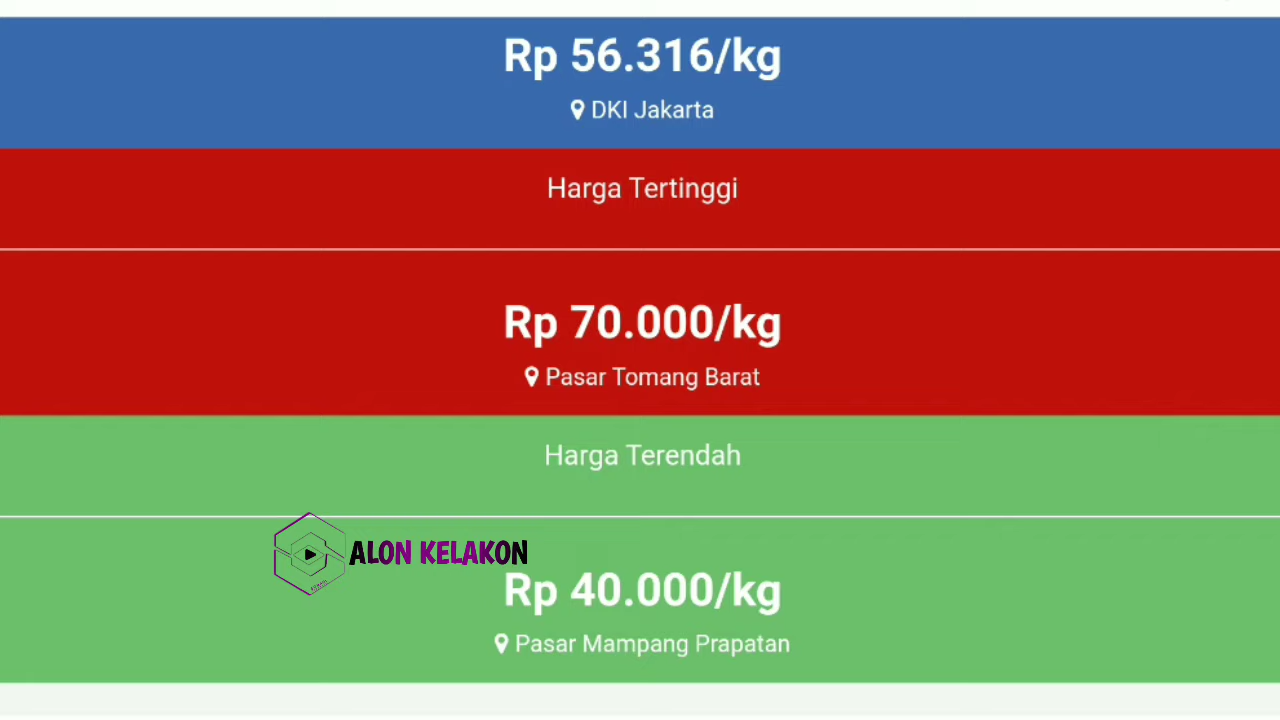 Rp 56.316/kg
DKI Jakarta
Harga Tertinggi
Rp 70.000/kg
Pasar Tomang Barat
Harga Terendah
ALON KELAKON
Rp 40.000/kg
Pasar Mampang Prapatan